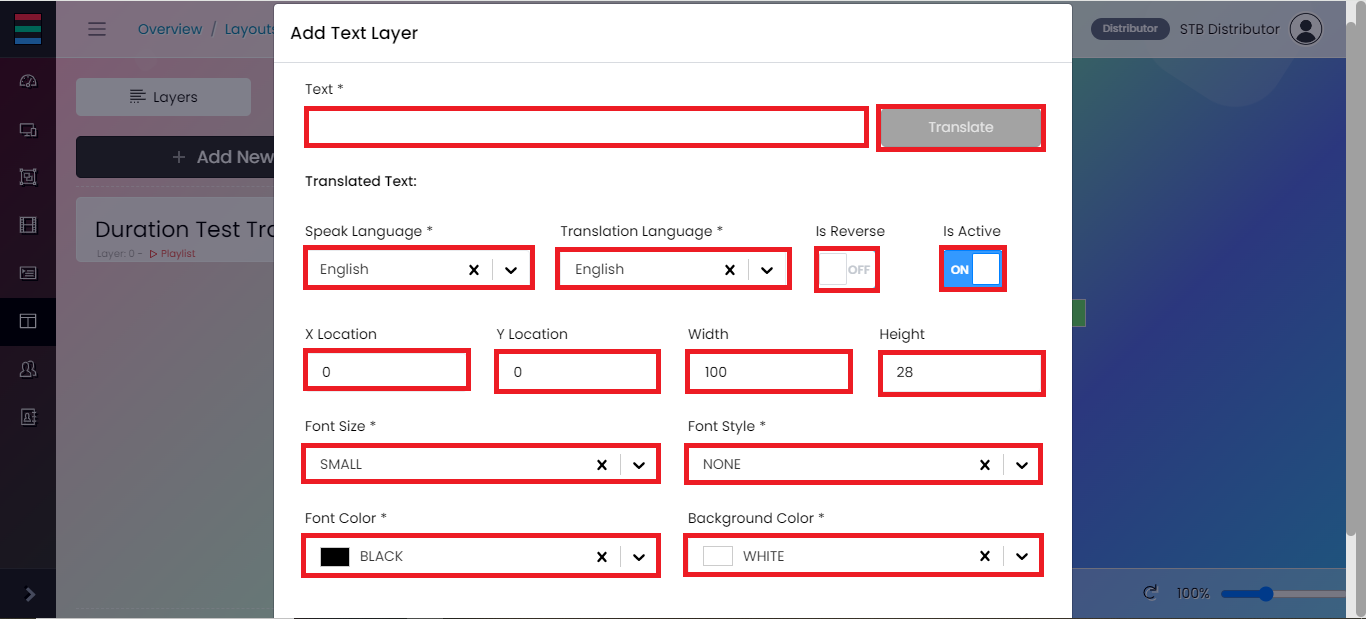 Overview / Layouts
Add Text Layer
Distributor
STB Distributor
Layers
Text *
Translate
+ Add New
Translated Text:
Duration Test Tra
Layer: 0 - Playlist
Speak Language *
Translation Language *
Is Reverse
Is Active
English
English
OFF
ON
X Location
Y Location
Width
Height
0
0
100
28
Font Size *
Font Style *
SMALL
NONE
Font Color *
Background Color *
BLACK
WHITE
100%